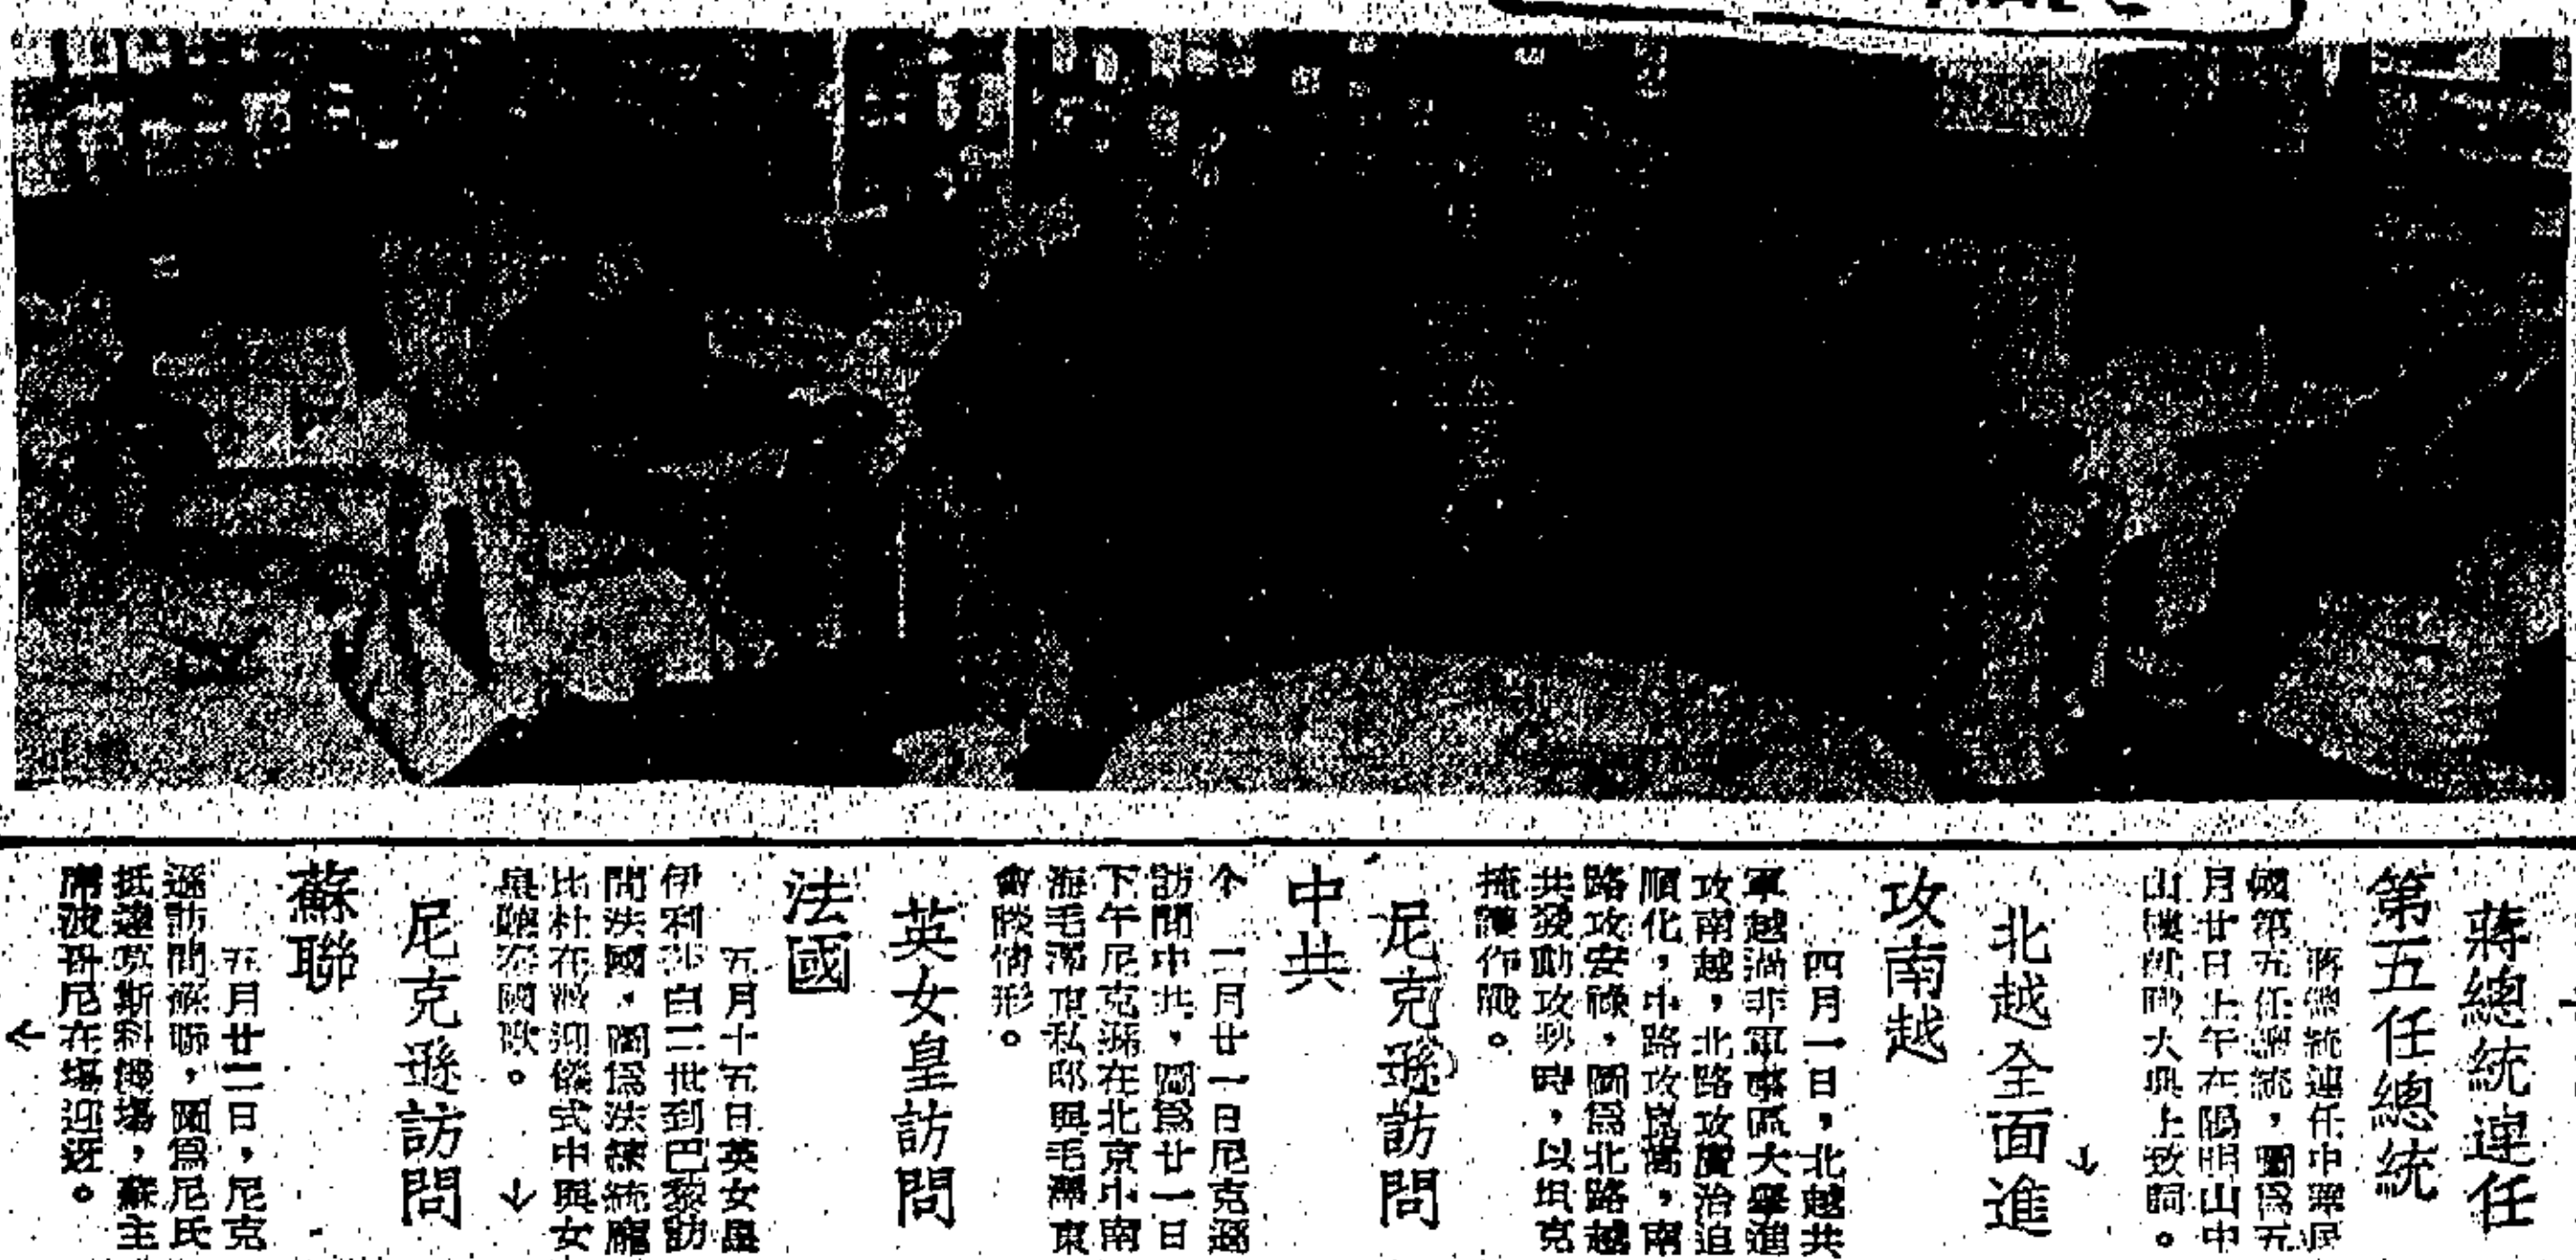 蔣總統連任
第五任總統
蔣總統連任中華民
國第五任總統,圖爲五
月廿日上午在陽明山中
山樓就職大典上致詞。
北越全面進
攻南越
四月一日,北越共
軍越過非軍事區大舉進
攻南越,北路攻廣治迫
順化,中路攻崑嵩,南
路攻安祿,圖爲北路越
共發動攻勢時,以坦克
掩護作戰。
尼克遜訪問
中共
二月廿一日尼克遜
訪問中共,圖爲廿一日
下午尼克遜在北京中南
海毛澤東私邸與毛澤東
會談情形。
英女皇訪問
法國
五月十五日英女皇
伊利莎白二世到巴黎訪
問法國,圖爲法總統龐
比杜在歡迎儀式中與女
皇聽奏國歌。
尼克遜訪問
蘇聯
五月廿二日,尼克
遜訪問蘇聯,圖爲尼氏
抵達莫斯科機場,蘇主
席波哥尼在場迎迓。